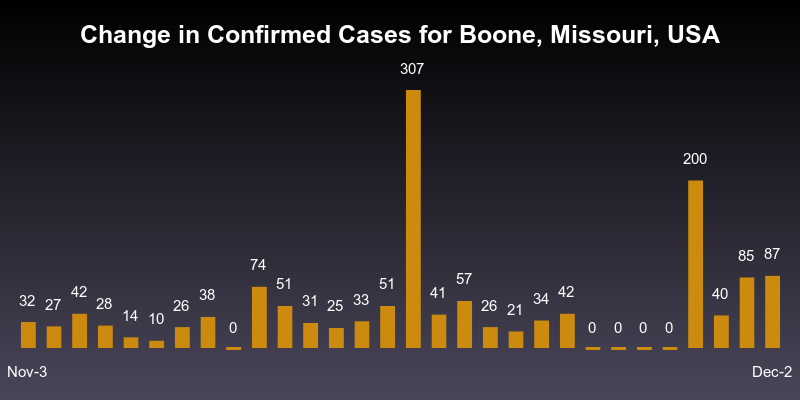 Change in Confirmed Cases for Boone, Missouri, USA
32 27 42 28 14 10 26 38 0 74 51 31 25 33 51 307 41 57 26 21 34 42 0 0 0 0 200 40 85 87
Nov-3 Dec-2